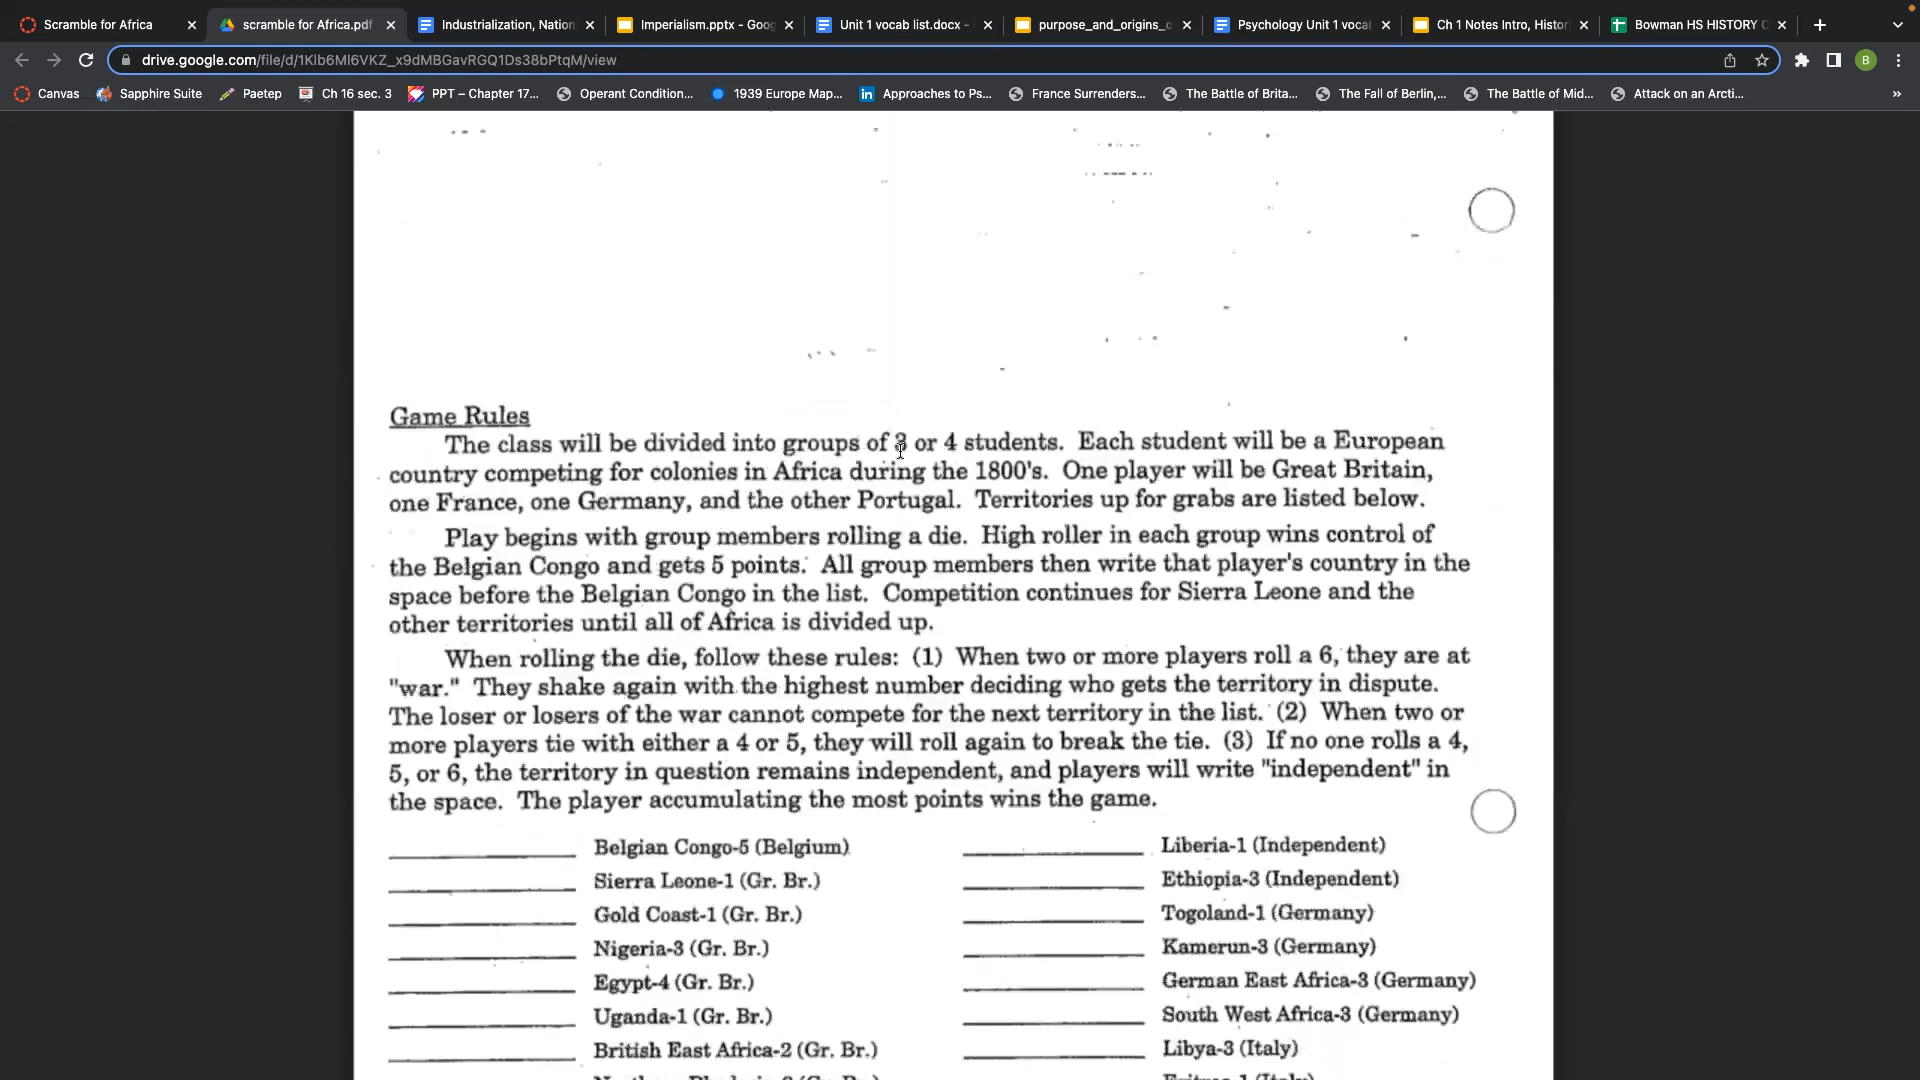 Scramble for Africa
scramble for Africa.pdf
Industrialization, Nation
Imperialism.pptx - Goog
Unit 1 vocab list.docx -
purpose_and_origins_o
Psychology Unit 1 vocab
Ch 1 Notes Intro, Histor
Bowman HS HISTORY C
drive.google.com/file/d/1KIb6Ml6VKZ_x9dMBGavRGQ1Ds38bPtqM/view
B
Canvas
Sapphire Suite
Paetep
Ch 16 sec. 3
PPT – Chapter 17...
Operant Condition...
1939 Europe Map...
Approaches to Ps...
France Surrenders...
The Battle of Brita...
The Fall of Berlin,...
The Battle of Mid...
Attack on an Arcti...
»
Game Rules
The class will be divided into groups of 3 or 4 students. Each student will be a European
country competing for colonies in Africa during the 1800's. One player will be Great Britain,
one France, one Germany, and the other Portugal. Territories up for grabs are listed below.
Play begins with group members rolling a die. High roller in each group wins control of
the Belgian Congo and gets 5 points. All group members then write that player's country in the
space before the Belgian Congo in the list. Competition continues for Sierra Leone and the
other territories until all of Africa is divided up.
When rolling the die, follow these rules: (1) When two or more players roll a 6, they are at
"war." They shake again with the highest number deciding who gets the territory in dispute.
The loser or losers of the war cannot compete for the next territory in the list. (2) When two or
more players tie with either a 4 or 5, they will roll again to break the tie. (3) If no one rolls a 4,
5, or 6, the territory in question remains independent, and players will write "independent" in
the space. The player accumulating the most points wins the game.
Belgian Congo-5 (Belgium)
Sierra Leone-1 (Gr. Br.)
Gold Coast-1 (Gr. Br.)
Nigeria-3 (Gr. Br.)
Egypt-4 (Gr. Br.)
Uganda-1 (Gr. Br.)
British East Africa-2 (Gr. Br.)
Liberia-1 (Independent)
Ethiopia-3 (Independent)
Togoland-1 (Germany)
Kamerun-3 (Germany)
German East Africa-3 (Germany)
South West Africa-3 (Germany)
Libya-3 (Italy)